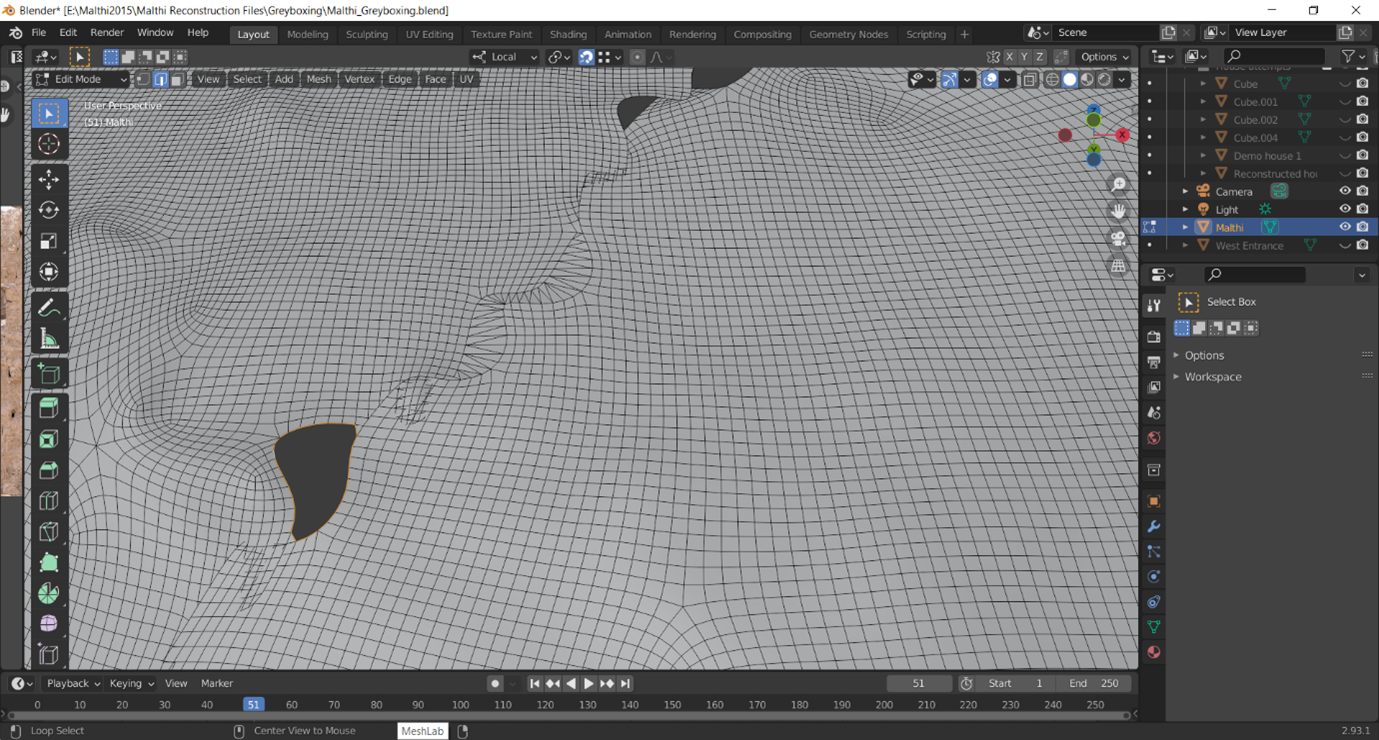 Blender* [E:\Malthi2015\Malthi Reconstruction Files\Greyboxing\Malthi_Greyboxing.blend]
File Edit Render Window Help Layout Modeling Sculpting UV Editing Texture Paint Shading Animation Rendering Compositing Geometry Nodes Scripting + Scene View Layer
Local X Y Z Options
Edit Mode View Select Add Mesh Vertex Edge Face UV
User Perspective
(51) Malthi
X
Cube
Cube.001
Cube.002
Cube.004
Demo house 1
Reconstructed hou
Camera
Light
Malthi
West Entrance
Select Box
Options
Workspace
Playback Keying View Marker 51 Start 1 End 250
0 10 20 30 40 51 60 70 80 90 100 110 120 130 140 150 160 170 180 190 200 210 220 230 240 250
Loop Select Center View to Mouse MeshLab 2.93.1